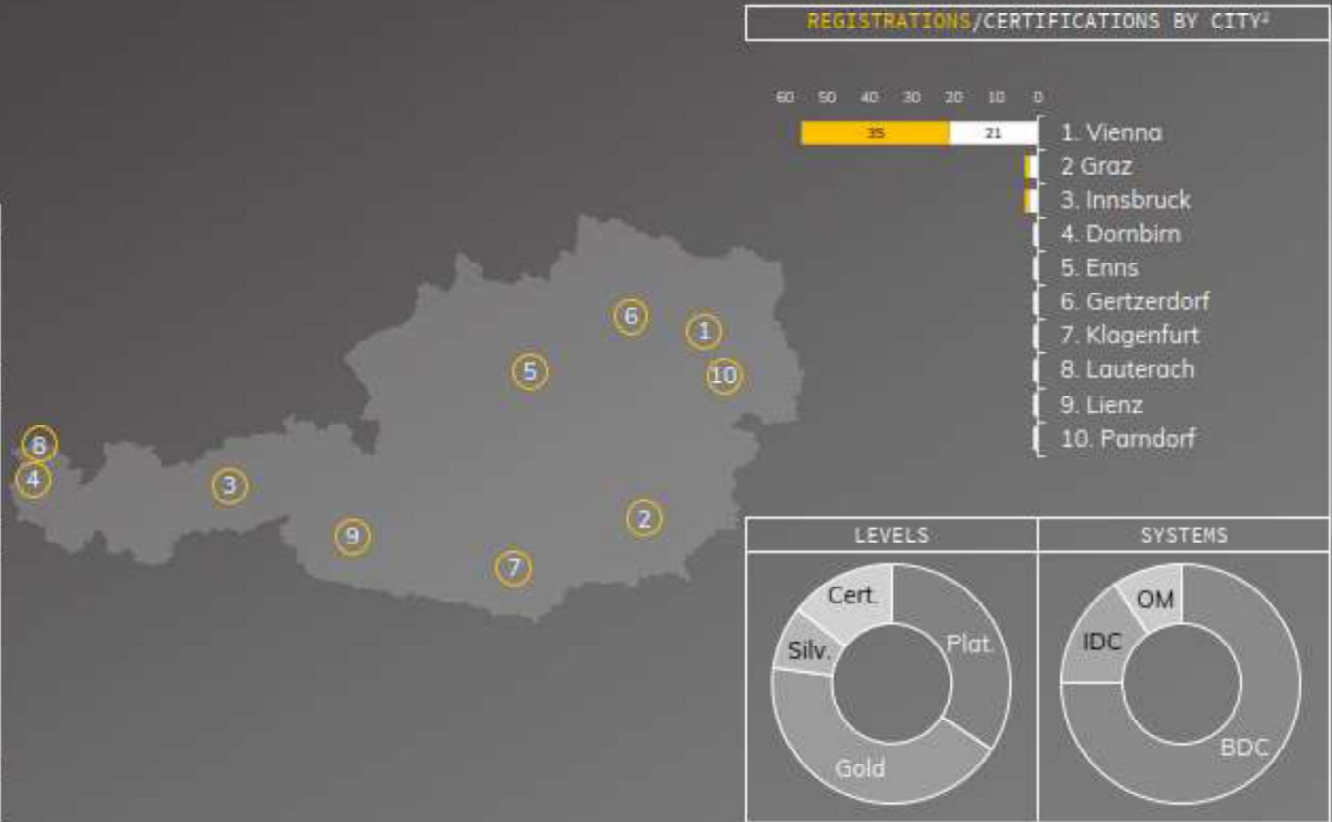 REGISTRATIONS/CERTIFICATIONS BY CITY²
60 50 40 30 20 10 0
35 21
1. Vienna
2 Graz
3. Innsbruck
4. Dornbirn
5. Enns
6. Gertzerdorf
7. Klagenfurt
8. Lauterach
9. Lienz
10. Parndorf
6
1
5
10
8
4
3
2
9
7
LEVELS
Cert.
Plat.
Silv.
Gold
SYSTEMS
OM
IDC
BDC